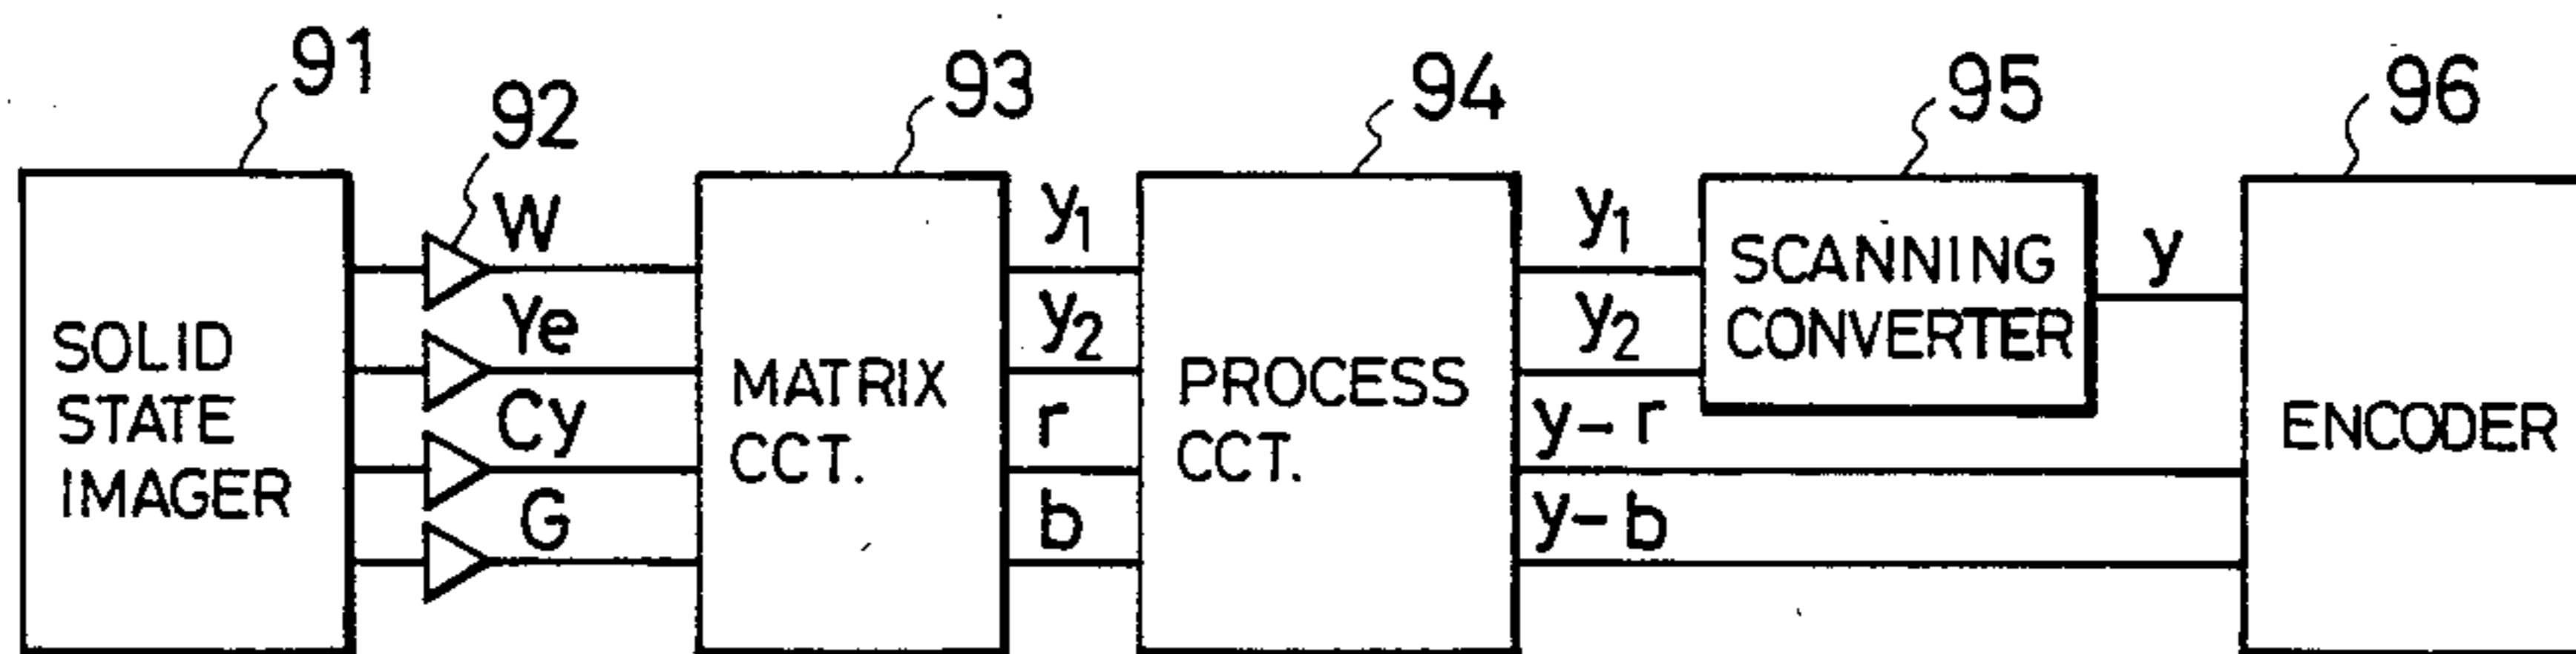 91
92
93
94
95
96
SOLID
STATE
IMAGER
W
Ye
Cy
G
MATRIX
CCT.
y1
y2
r
b
PROCESS
CCT.
y1
y2
y-r
y-b
SCANNING
CONVERTER
y
ENCODER